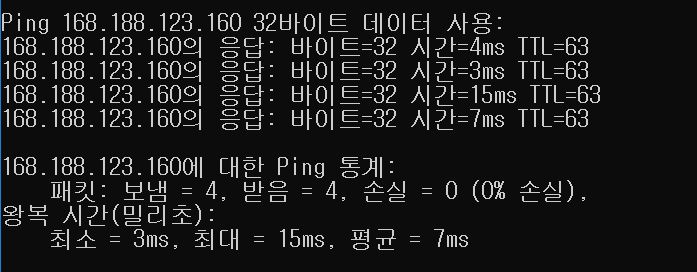 Ping 168.188.123.160 32바이트 데이터 사용:
168.188.123.160의 응답: 바이트=32 시간=4ms TTL=63
168.188.123.160의 응답: 바이트=32 시간=3ms TTL=63
168.188.123.160의 응답: 바이트=32 시간=15ms TTL=63
168.188.123.160의 응답: 바이트=32 시간=7ms TTL=63
168.188.123.160에 대한 Ping 통계:
패킷: 보냄 = 4, 받음 = 4, 손실 = 0 (0% 손실),
왕복 시간(밀리초):
최소 = 3ms, 최대 = 15ms, 평균 = 7ms